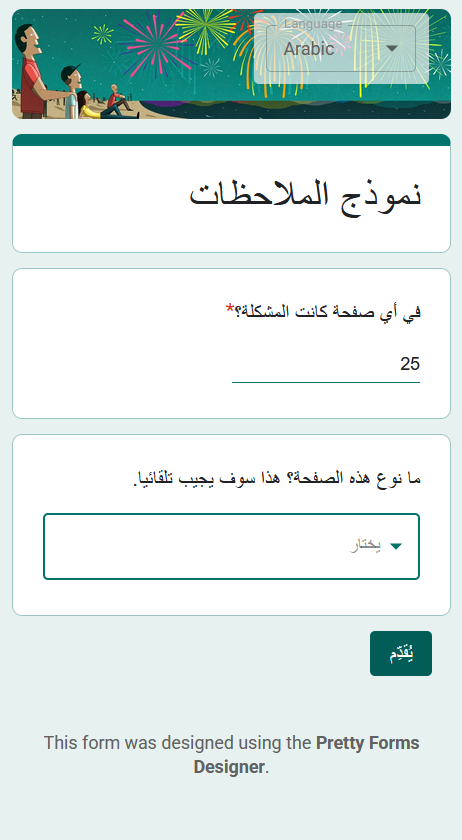 Language
Arabic
نموذج الملاحظات
في أي صفحة كانت المشكلة؟*
25
ما نوع هذه الصفحة؟ هذا سوف يجيب تلقائيا.
يختار
يُقدِّم
This form was designed using the Pretty Forms
Designer.